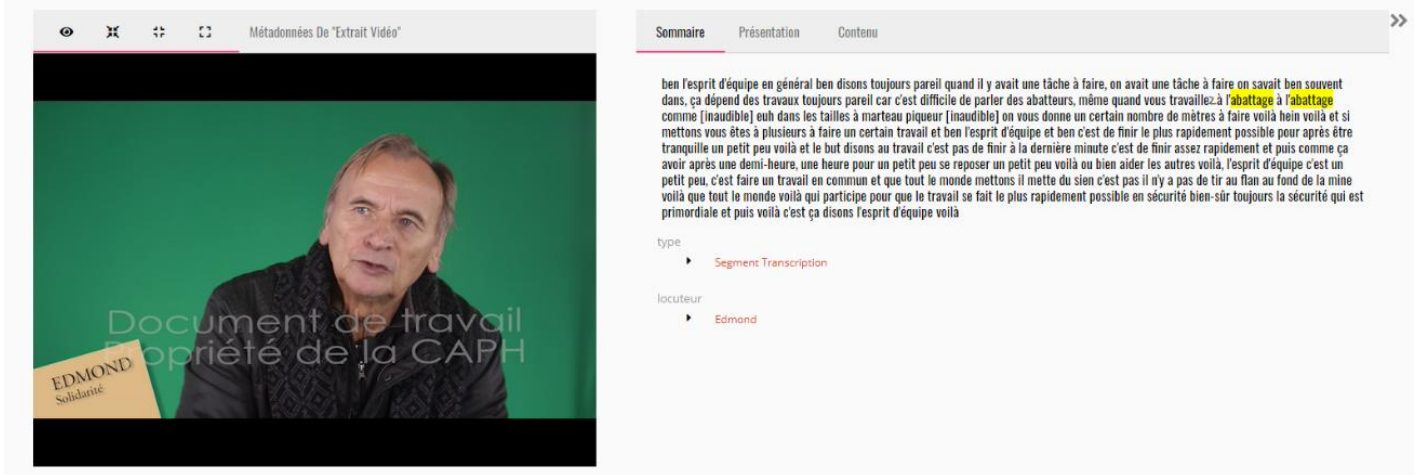 Métadonnées De "Extrait Vidéo"
Document de travail
Propriété de la CAPH
EDMOND
Solidarité
Sommaire Présentation Contenu
ben l'esprit d'équipe en général ben disons toujours pareil quand il y avait une tâche à faire, on avait une tâche à faire on savait ben souvent
dans, ça dépend des travaux toujours pareil car c'est difficile de parler des abatteurs, même quand vous travaillez à l'abattage à l'abattage
comme [inaudible] euh dans les tailles à marteau piqueur [inaudible] on vous donne un certain nombre de mètres à faire voilà hein voilà et si
mettons vous êtes à plusieurs à faire un certain travail et ben l'esprit d'équipe et ben c'est de finir le plus rapidement possible pour après être
tranquille un petit peu voilà et le but disons au travail c'est pas de finir à la dernière minute c'est de finir assez rapidement et puis comme ça
avoir après une demi-heure, une heure pour un petit peu se reposer un petit peu voilà ou bien aider les autres voilà, l'esprit d'équipe c'est un
petit peu, c'est faire un travail en commun et que tout le monde mettons il mette du sien c'est pas il n'y a pas de tir au flan au fond de la mine
voilà que tout le monde voilà qui participe pour que le travail se fait le plus rapidement possible en sécurité bien-sûr toujours la sécurité qui est
primordiale et puis voilà c'est ça disons l'esprit d'équipe voilà
type
Segment Transcription
locuteur
Edmond